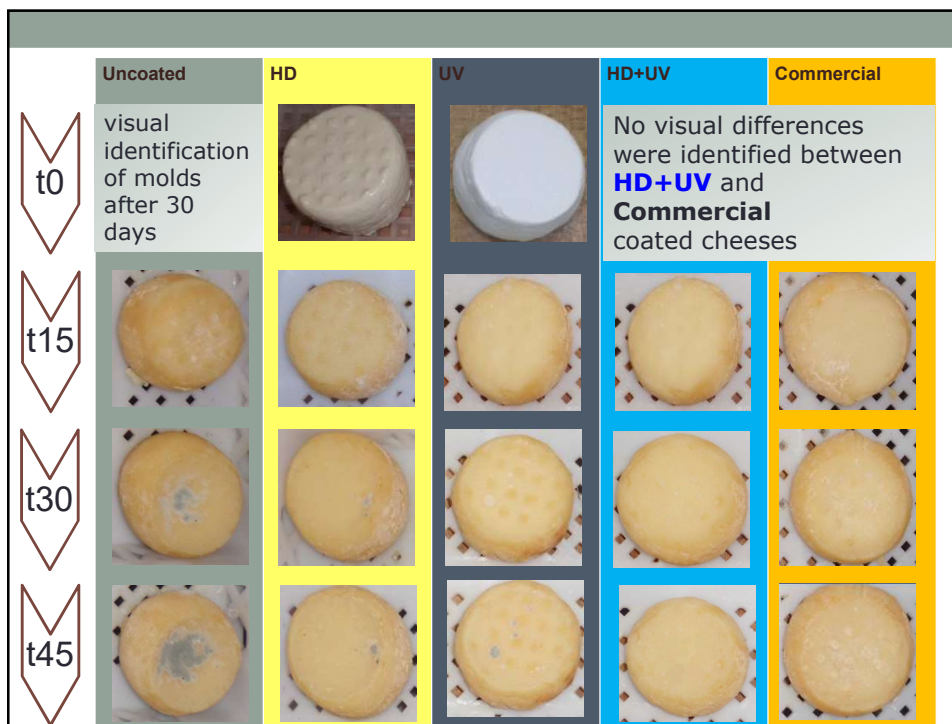 Uncoated
HD
UV
HD+UV
Commercial
t0
visual
identification
of molds
after 30
days
No visual differences
were identified between
HD+UV and
Commercial
coated cheeses
t15
t30
t45